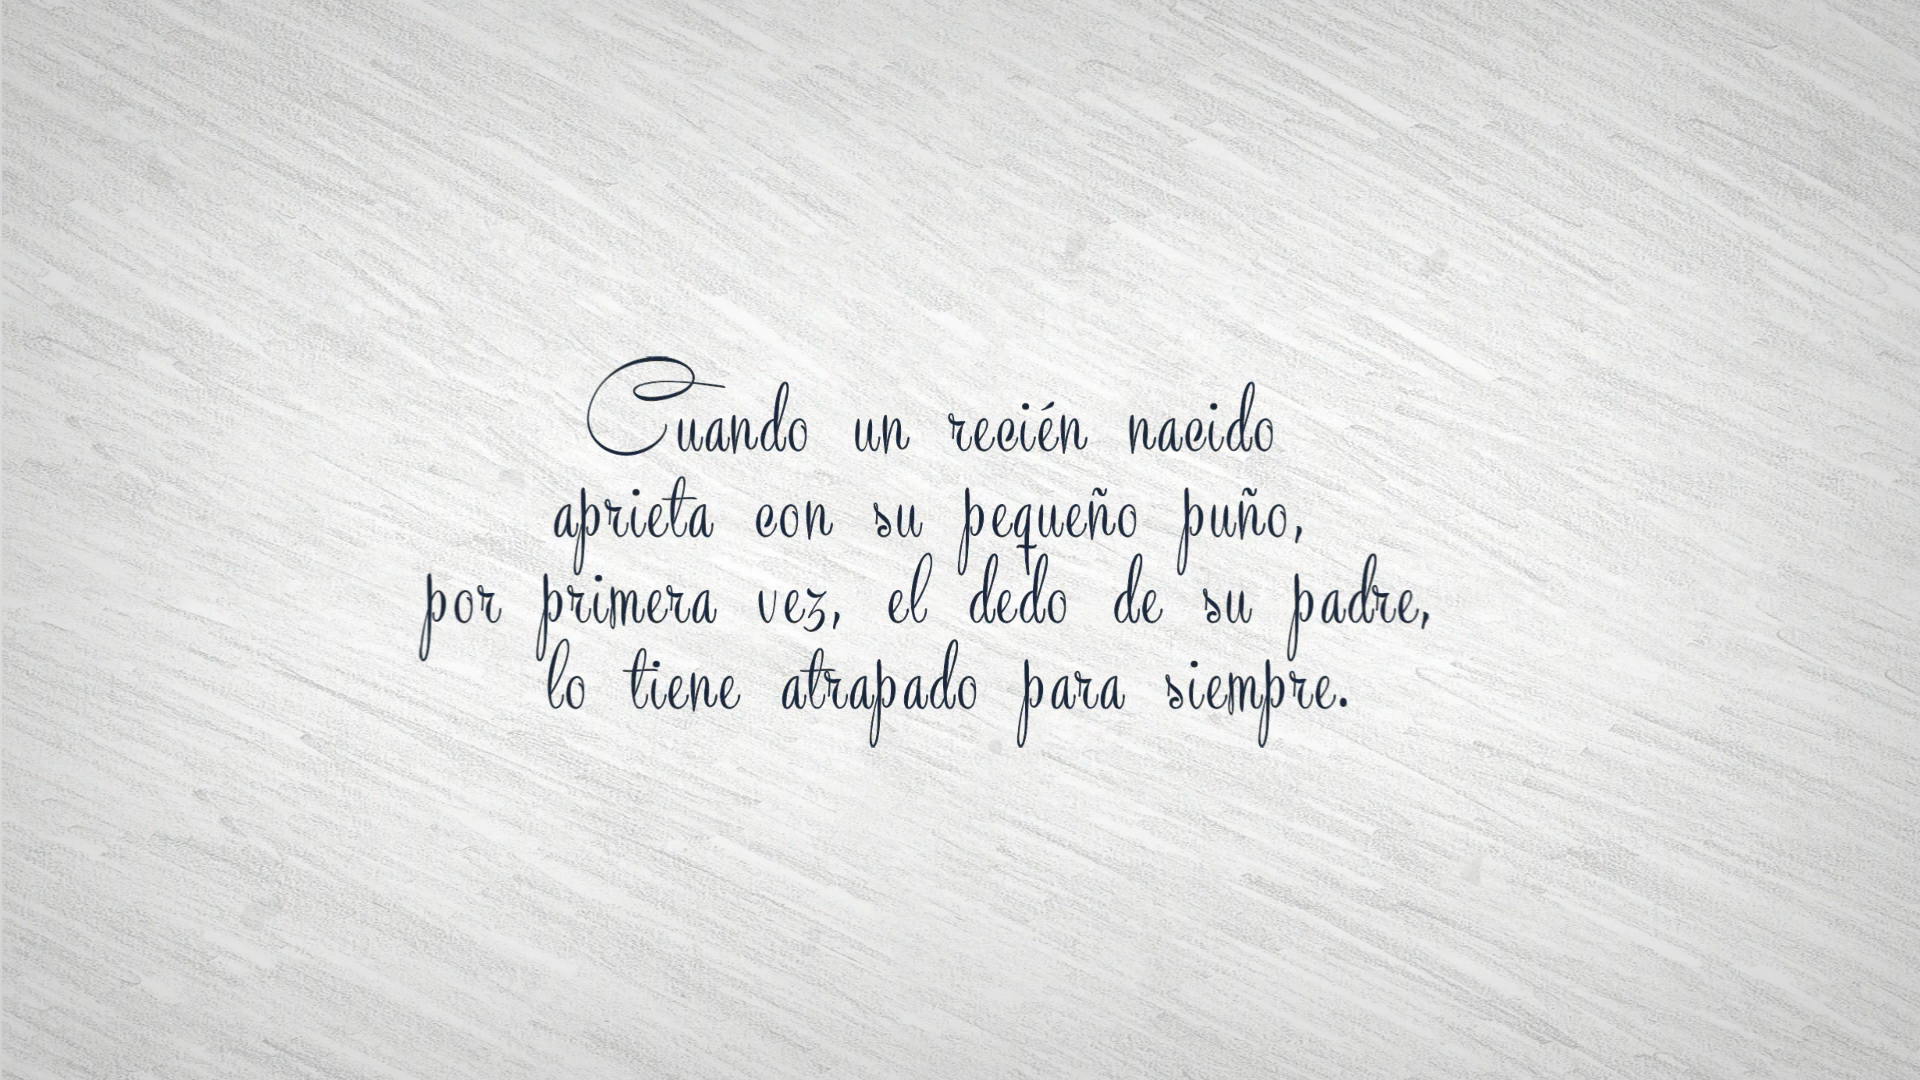 Cuando un recién nacido
aprieta con su pequeño puño,
por primera vez, el dedo de su padre,
lo tiene atrapado para siempre.